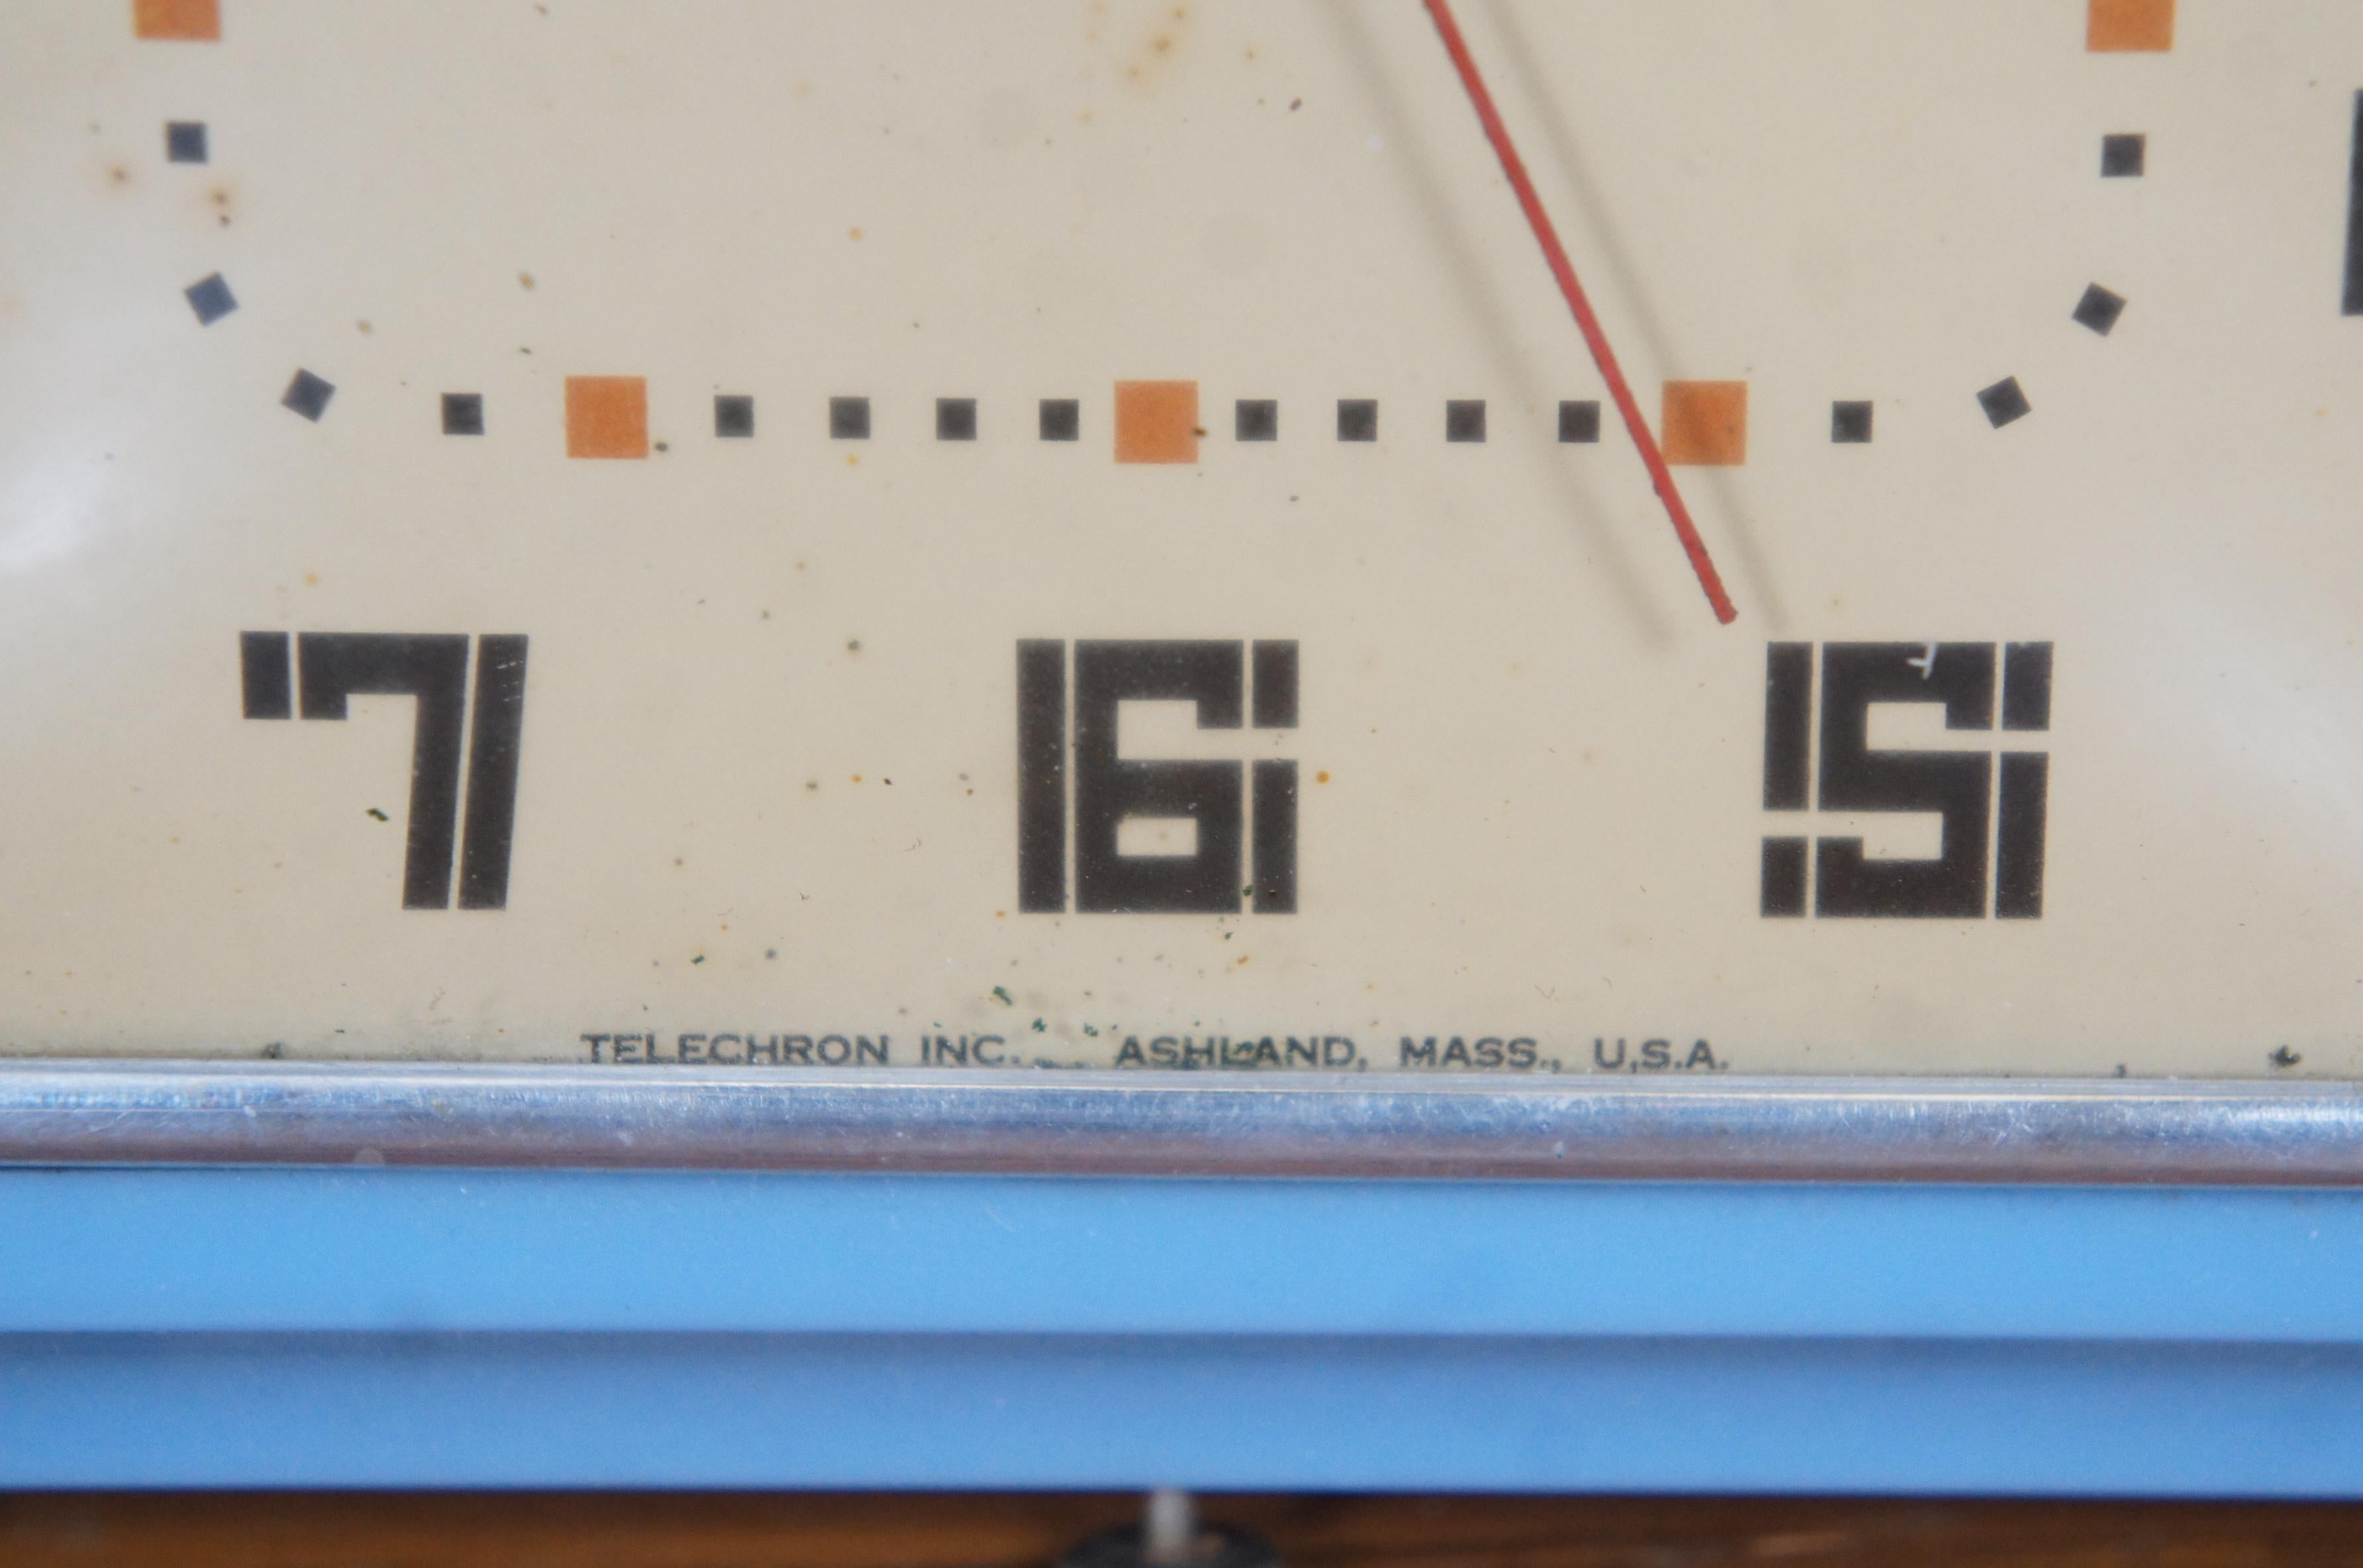 7 6 5
TELECHRON INC. ASHLAND, MASS., U.S.A.